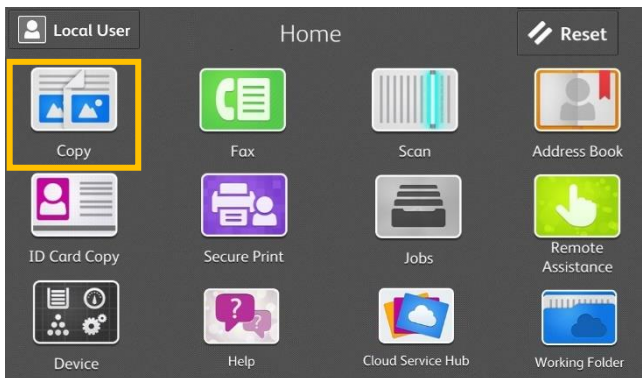 Local User
Home
Reset
Copy
Fax
Scan
Address Book
ID Card Copy
Secure Print
Jobs
Remote
Assistance
Device
Help
Cloud Service Hub
Working Folder